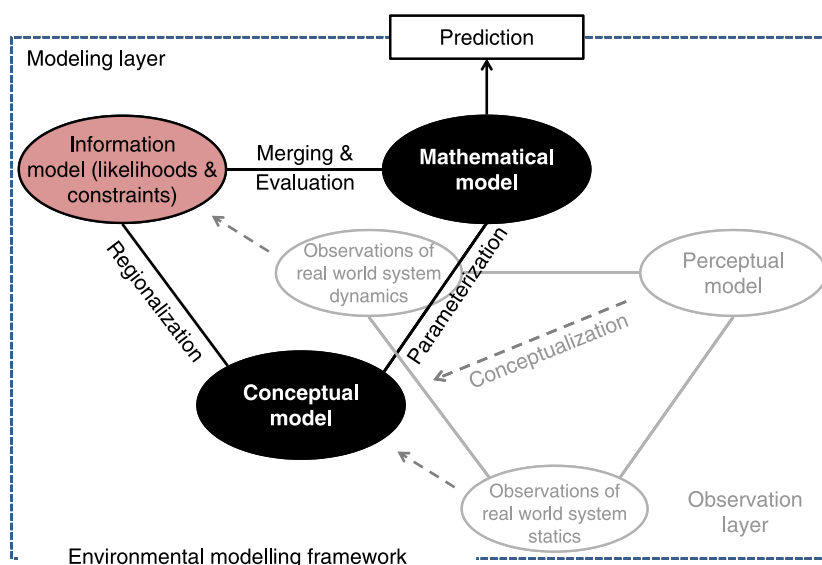 Prediction
Modeling layer
Information
model (likelihoods &
constraints)
Merging &
Evaluation
Mathematical
model
Regionalization
Observations of
real world system
dynamics
Parameterization
Perceptual
model
Conceptualization
Conceptual
model
Observations of
real world system
statics
Observation
layer
Environmental modelling framework